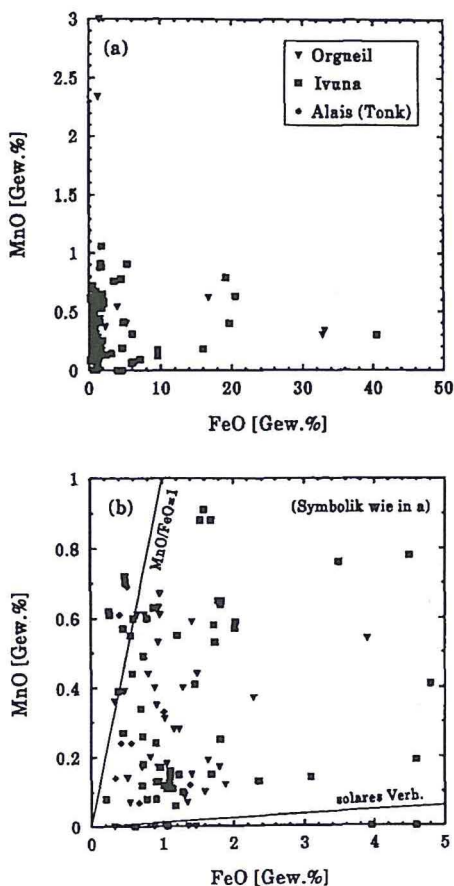 3
(a)
Orgueil
Ivuna
Alais (Tonk)
2.5
2
1.5
1
0.5
0
MnO [Gew.%]
0 10 20 30 40 50
FeO [Gew.%]
1
(b)
MnO/FeO=1
(Symbolik wie in a)
0.8
0.6
0.4
0.2
0
MnO [Gew.%]
solares Verh.
0 1 2 3 4 5
FeO [Gew.%]